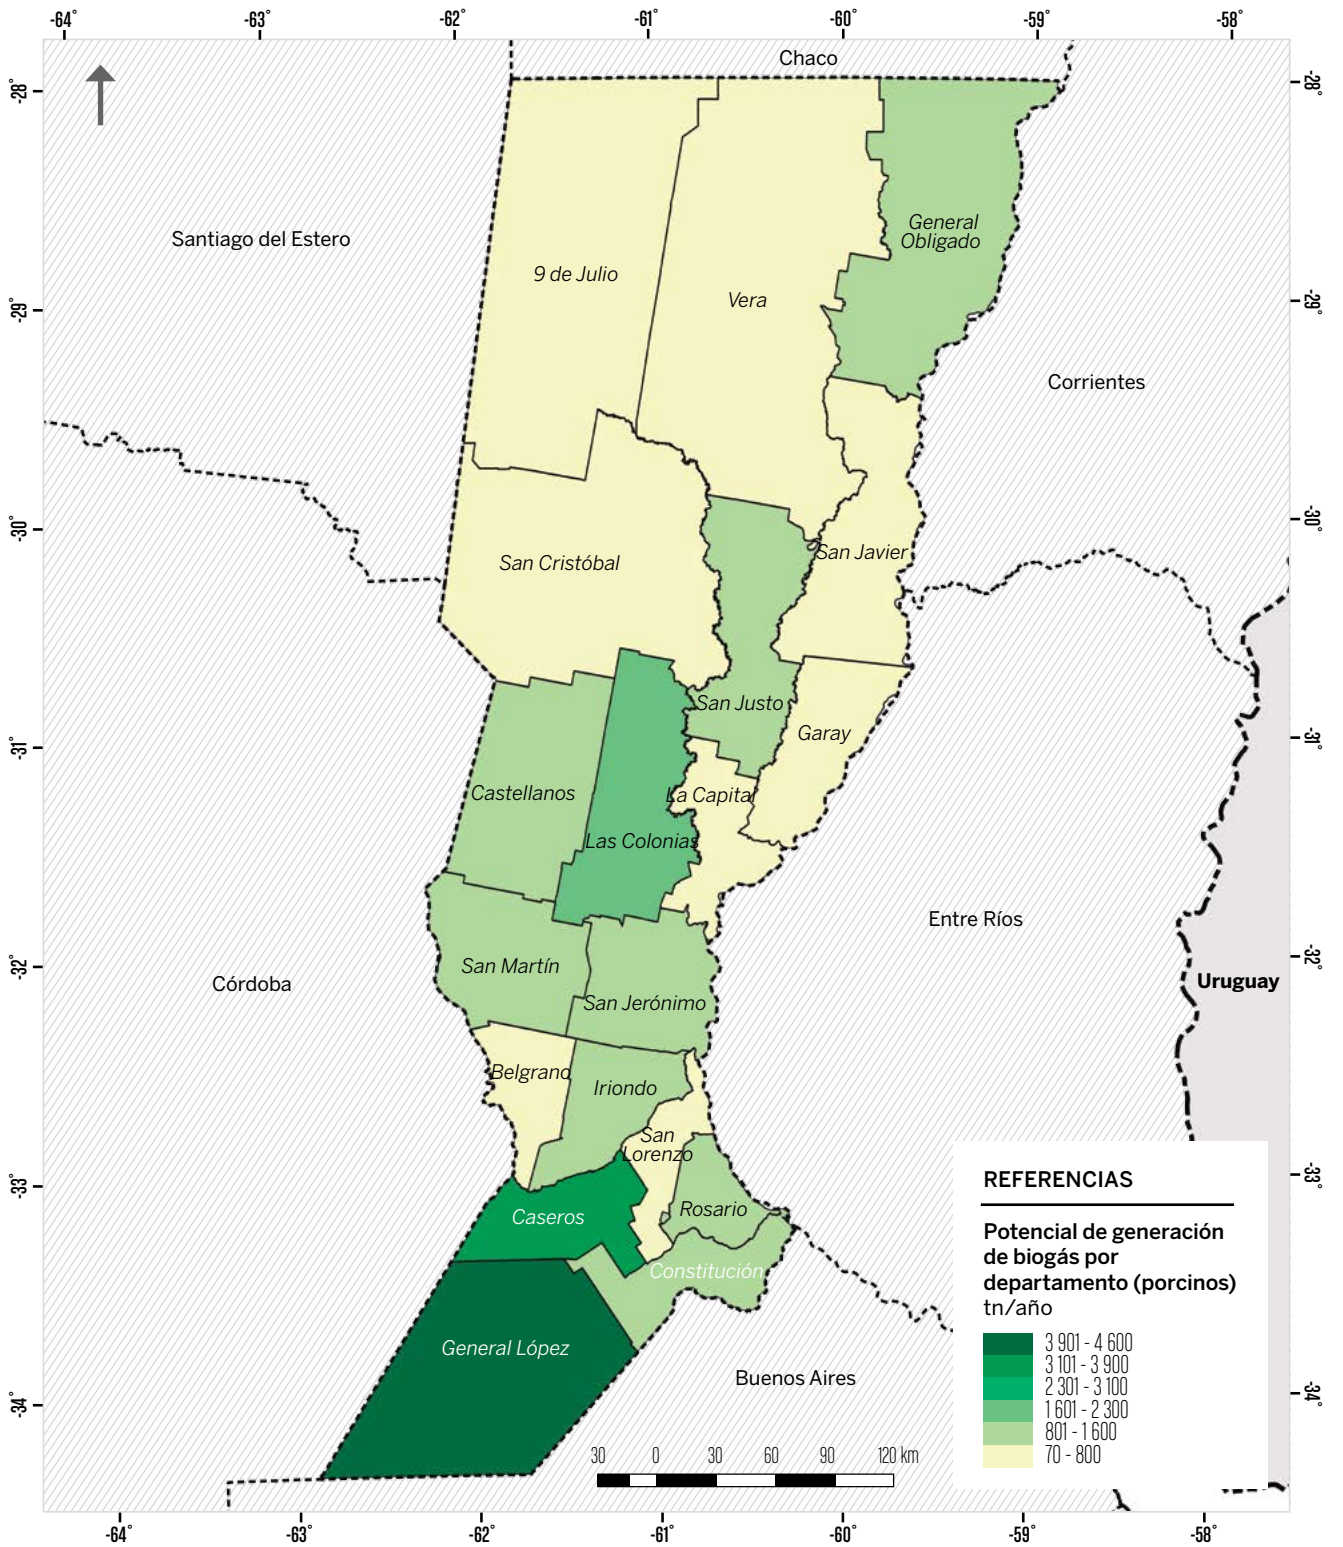 -64° -63° -62° -61° -60° -59° -58°
Chaco
-28° -28°
General
Obligado
Santiago del Estero
9 de Julio
Vera
-29° -29°
Corrientes
-30° -30°
San Javier
San Cristóbal
San Justo
Garay
-31° -31°
Castellanos
La Capital
Las Colonias
Entre Ríos
San Martín
-32° -32°
Córdoba
Uruguay
San Jerónimo
Belgrano
Iriondo
San
Lorenzo
-33° -33°
REFERENCIAS
Caseros
Rosario
Potencial de generación
de biogás por
departamento (porcinos)
tn/año
Constitución
General López
Buenos Aires
3 901 - 4 600
3 101 - 3 900
2 301 - 3 100
1 601 - 2 300
801 - 1 600
70 - 800
-34° -34°
30 0 30 60 90 120 km
-64° -63° -62° -61° -60° -59° -58°